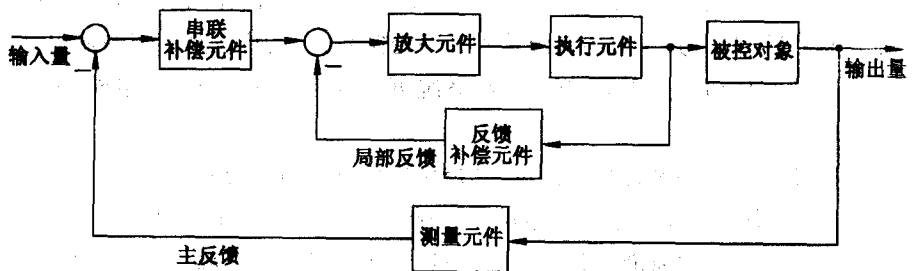 输入量
串联
补偿元件
放大元件
执行元件
被控对象
输出量
反馈
补偿元件
局部反馈
测量元件
主反馈